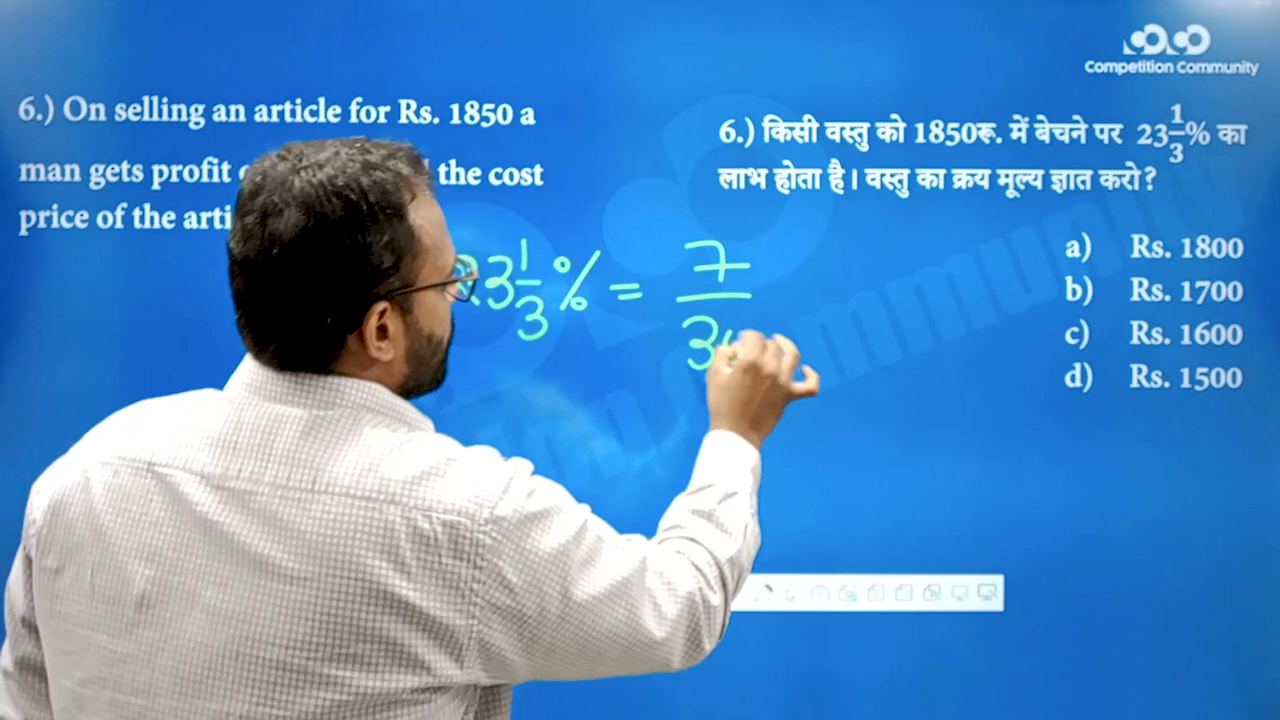 Competition Community
6.) On selling an article for Rs. 1850 a
man gets profit the cost
price of the
6.) किसी वस्तु को 1850रू. में बेचने पर 23 1/3% का
लाभ होता है। वस्तु का क्रय मूल्य ज्ञात करो?
a) Rs. 1800
b) Rs. 1700
c) Rs. 1600
d) Rs. 1500
3 1/3 % = 7/3